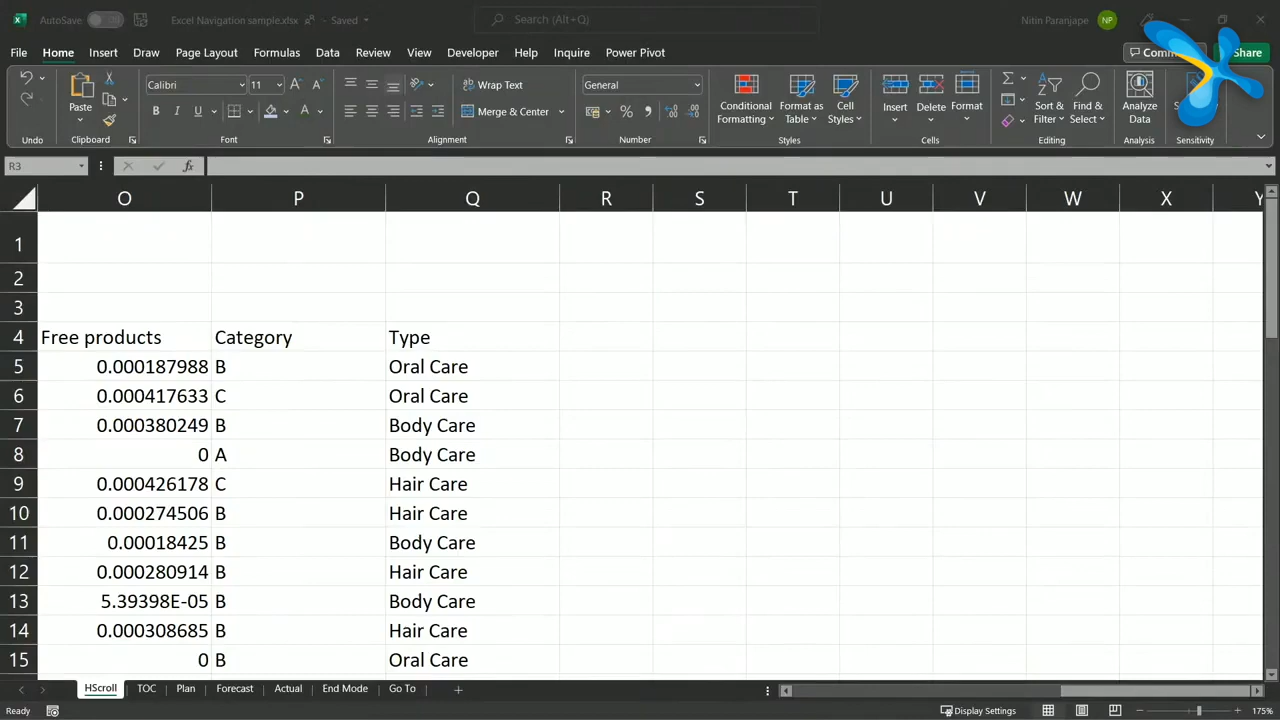 AutoSave Off Excel Navigation sample.xlsx Saved Search (Alt+Q) Nitin Paranjape NP
File Home Insert Draw Page Layout Formulas Data Review View Developer Help Inquire Power Pivot Share
Calibri 11 Wrap Text General
Paste B I U Merge & Center % Conditional Formatting Format as Table Cell Styles Insert Delete Format Sort & Filter Find & Select Analyze Data
Undo Clipboard Font Alignment Number Styles Cells Editing Analysis Sensitivity
R3 fx
O P Q R S T U V W X Y
1
2
3
4 Free products Category Type
5 0.000187988 B Oral Care
6 0.000417633 C Oral Care
7 0.000380249 B Body Care
8 0 A Body Care
9 0.000426178 C Hair Care
10 0.000274506 B Hair Care
11 0.00018425 B Body Care
12 0.000280914 B Hair Care
13 5.39398E-05 B Body Care
14 0.000308685 B Hair Care
15 0 B Oral Care
HScroll TOC Plan Forecast Actual End Mode Go To
Ready Display Settings 175%